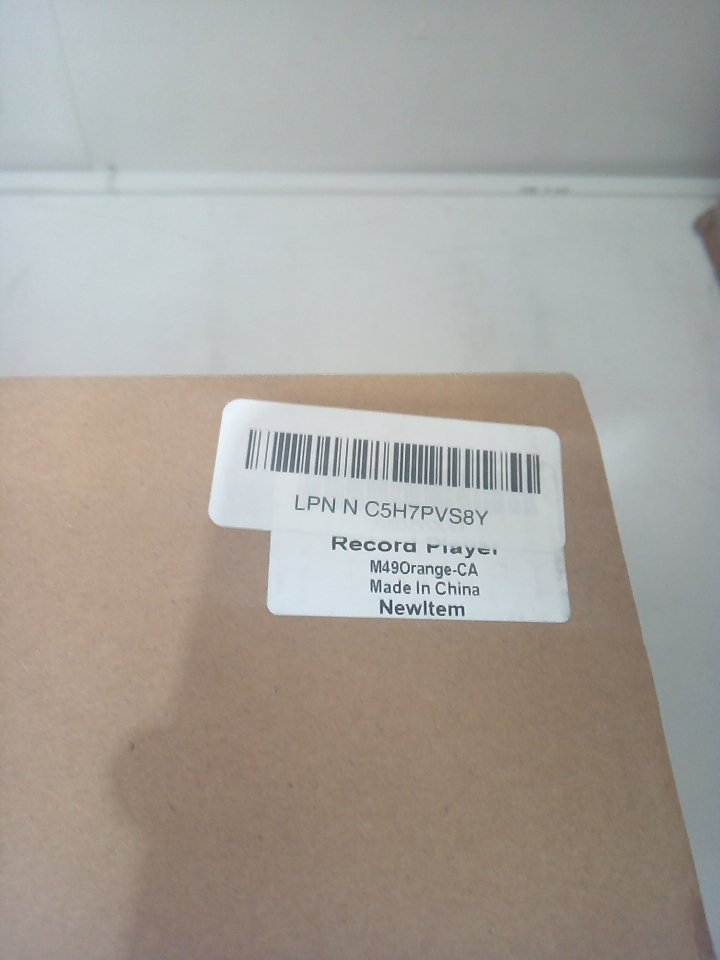 LPN N C5H7PVS8Y
Record Player
M49Orange-CA
Made In China
NewItem